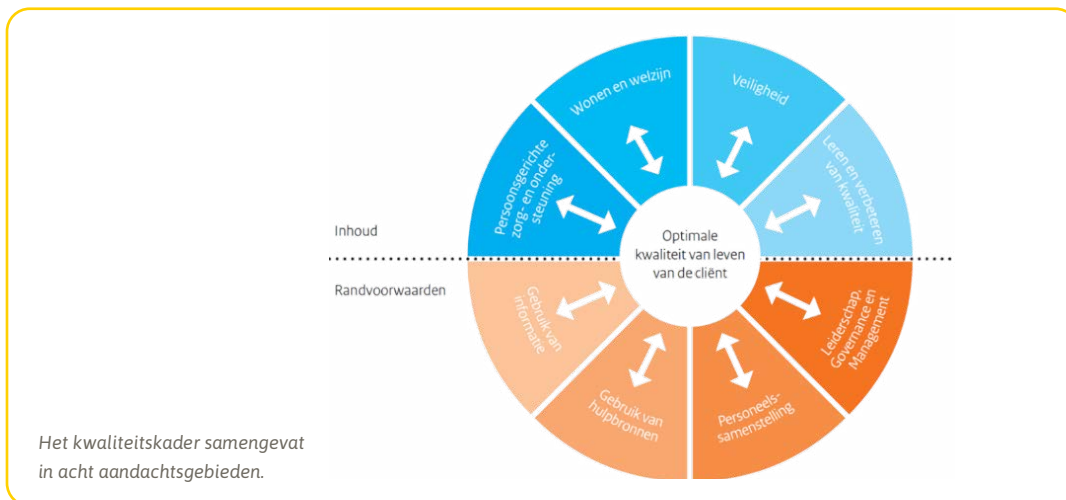 Wonen en welzijn
Veiligheid
Persoonsgerichte
zorg- en onder-
steuning
Leren en verbeteren
van kwaliteit
Inhoud
Optimale
kwaliteit van leven
van de cliënt
Randvoorwaarden
Gebruik van
informatie
Leiderschap,
Governance en
Management
Gebruik van
hulpbronnen
Personeels-
samenstelling
Het kwaliteitskader samengevat
in acht aandachtsgebieden.